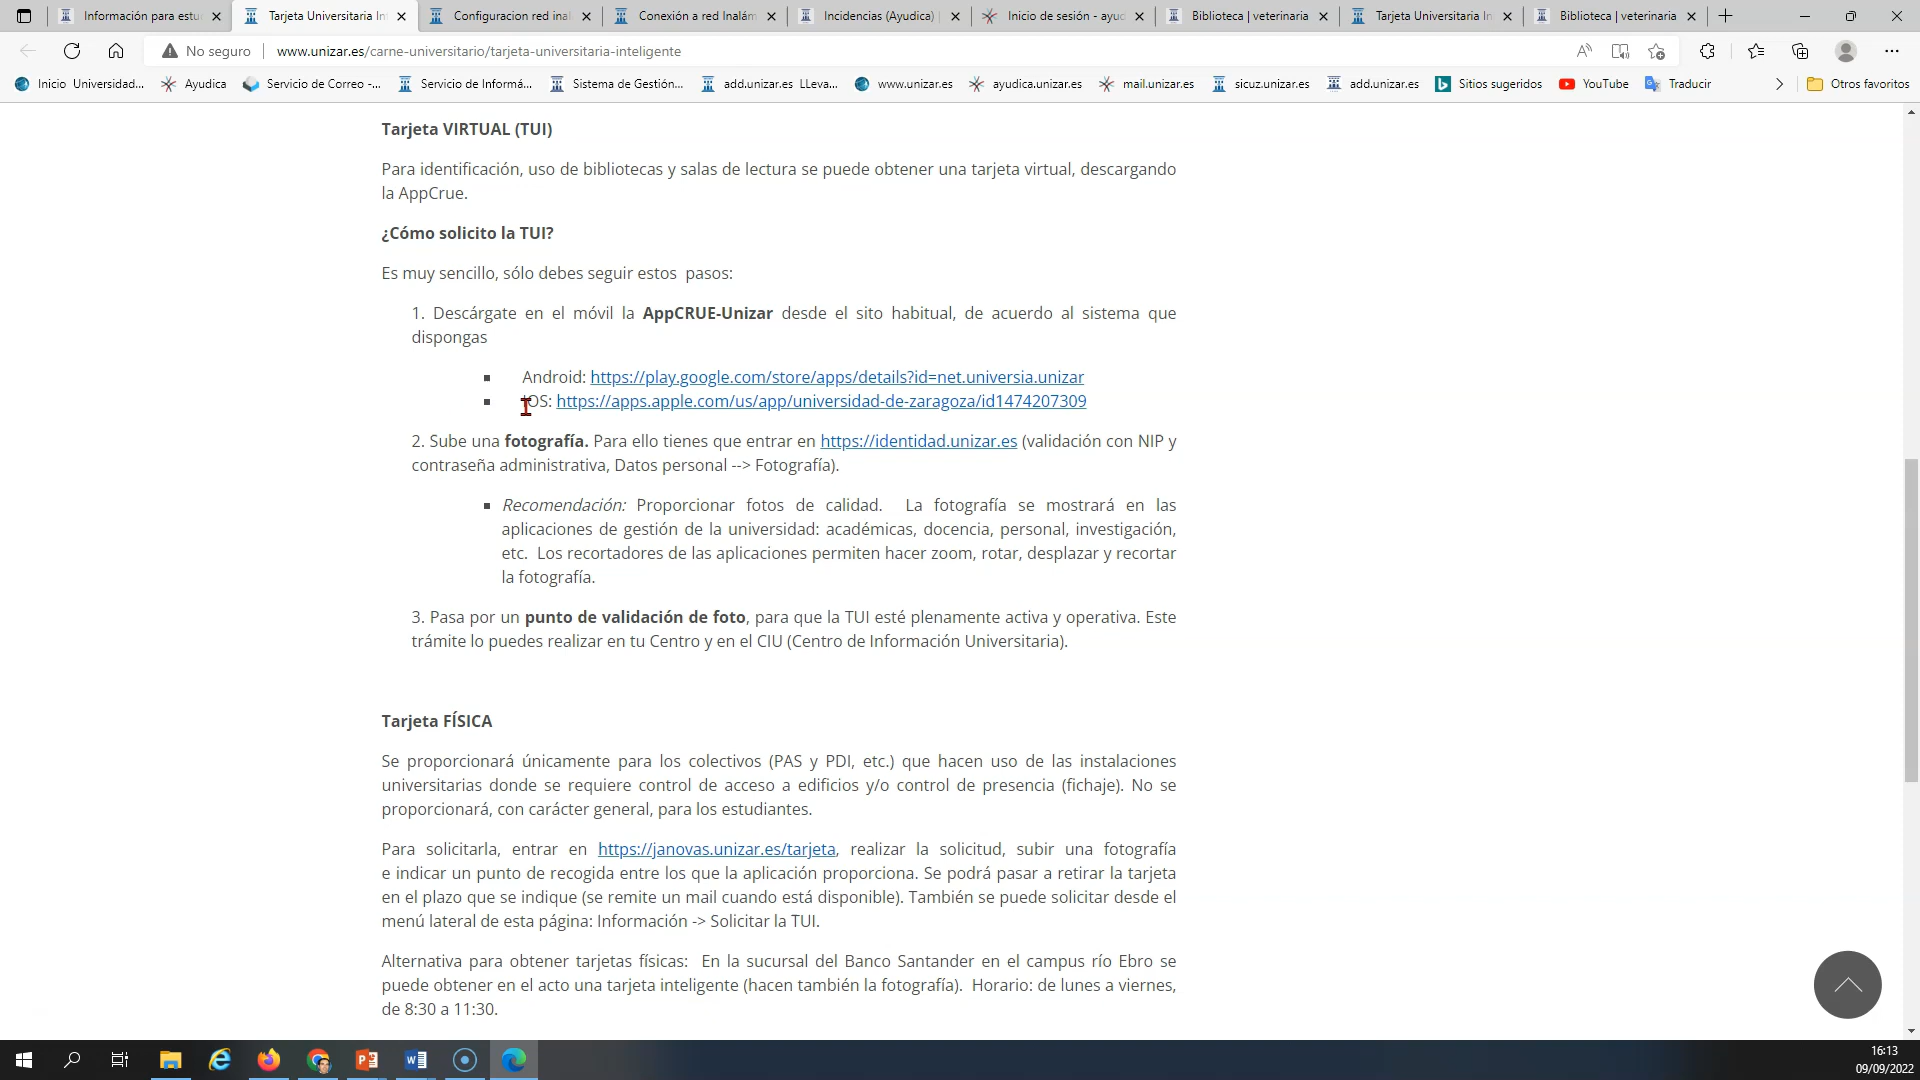 Información para estu
Tarjeta Universitaria In
Configuracion red inal
Conexión a red Inalám
Incidencias (Ayudica)
Inicio de sesión - ayuc
Biblioteca | veterinaria
Tarjeta Universitaria In
Biblioteca | veterinaria
No seguro
www.unizar.es/carne-universitario/tarjeta-universitaria-inteligente
Inicio Universidad...
Ayudica
Servicio de Correo -...
Servicio de Informá...
Sistema de Gestión...
add.unizar.es LLeva...
www.unizar.es
ayudica.unizar.es
mail.unizar.es
sicuz.unizar.es
add.unizar.es
Sitios sugeridos
YouTube
Traducir
Otros favoritos
Tarjeta VIRTUAL (TUI)
Para identificación, uso de bibliotecas y salas de lectura se puede obtener una tarjeta virtual, descargando
la AppCrue.
¿Cómo solicito la TUI?
Es muy sencillo, sólo debes seguir estos pasos:
1. Descárgate en el móvil la AppCRUE-Unizar desde el sito habitual, de acuerdo al sistema que
dispongas
Android: https://play.google.com/store/apps/details?id=net.universia.unizar
IOS: https://apps.apple.com/us/app/universidad-de-zaragoza/id1474207309
2. Sube una fotografía. Para ello tienes que entrar en https://identidad.unizar.es (validación con NIP y
contraseña administrativa, Datos personal --> Fotografía).
Recomendación: Proporcionar fotos de calidad. La fotografía se mostrará en las
aplicaciones de gestión de la universidad: académicas, docencia, personal, investigación,
etc. Los recortadores de las aplicaciones permiten hacer zoom, rotar, desplazar y recortar
la fotografía.
3. Pasa por un punto de validación de foto, para que la TUI esté plenamente activa y operativa. Este
trámite lo puedes realizar en tu Centro y en el CIU (Centro de Información Universitaria).
Tarjeta FÍSICA
Se proporcionará únicamente para los colectivos (PAS y PDI, etc.) que hacen uso de las instalaciones
universitarias donde se requiere control de acceso a edificios y/o control de presencia (fichaje). No se
proporcionará, con carácter general, para los estudiantes.
Para solicitarla, entrar en https://janovas.unizar.es/tarjeta, realizar la solicitud, subir una fotografía
e indicar un punto de recogida entre los que la aplicación proporciona. Se podrá pasar a retirar la tarjeta
en el plazo que se indique (se remite un mail cuando está disponible). También se puede solicitar desde el
menú lateral de esta página: Información -> Solicitar la TUI.
Alternativa para obtener tarjetas físicas: En la sucursal del Banco Santander en el campus río Ebro se
puede obtener en el acto una tarjeta inteligente (hacen también la fotografía). Horario: de lunes a viernes,
de 8:30 a 11:30.
16:13
09/09/2022